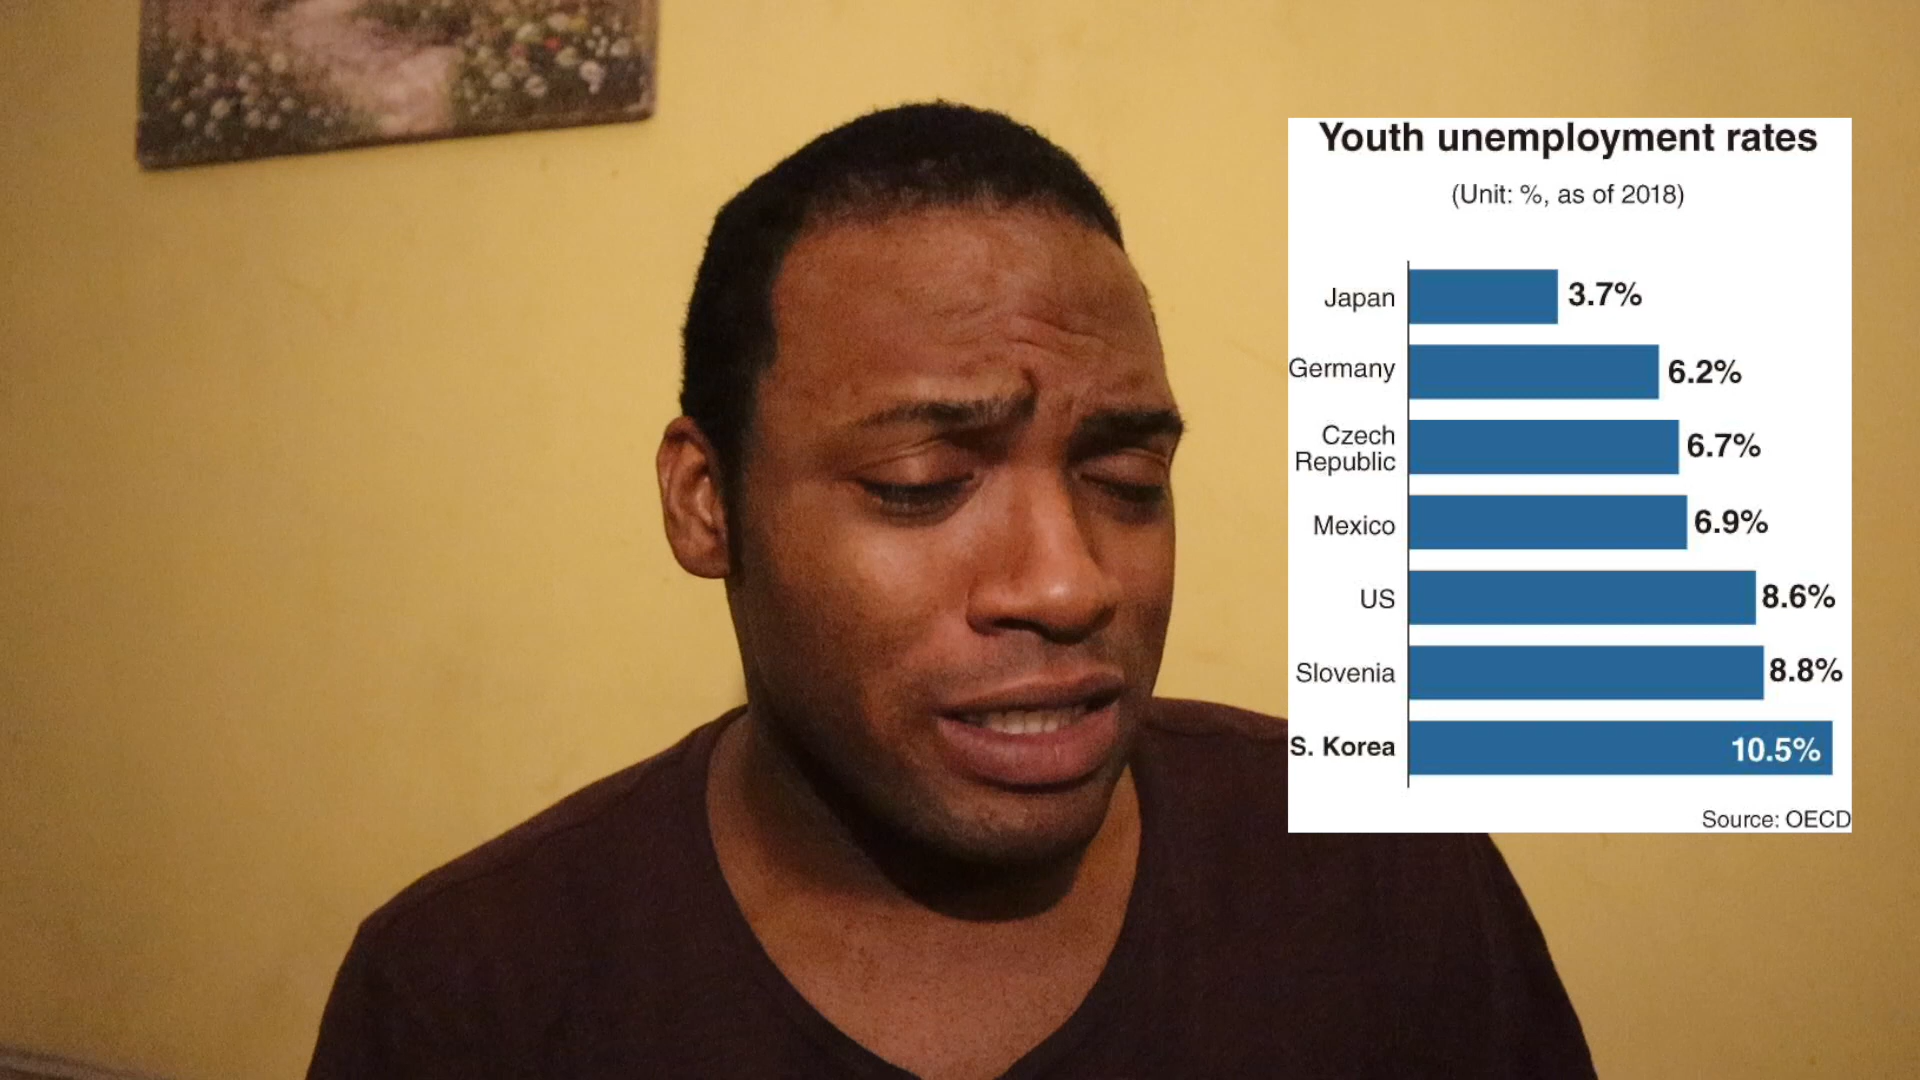 Youth unemployment rates
(Unit: %, as of 2018)
Japan 3.7%
Germany 6.2%
Czech
Republic 6.7%
Mexico 6.9%
US 8.6%
Slovenia 8.8%
S. Korea 10.5%
Source: OECD